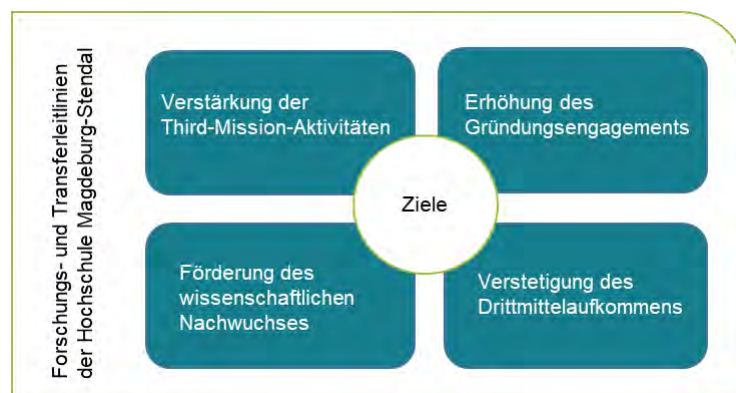 Forschungs- und Transferleitlinien
der Hochschule Magdeburg-Stendal
Verstärkung der
Third-Mission-Aktivitäten
Erhöhung des
Gründungsengagements
Ziele
Förderung des
wissenschaftlichen
Nachwuchses
Verstetigung des
Drittmittelaufkommens